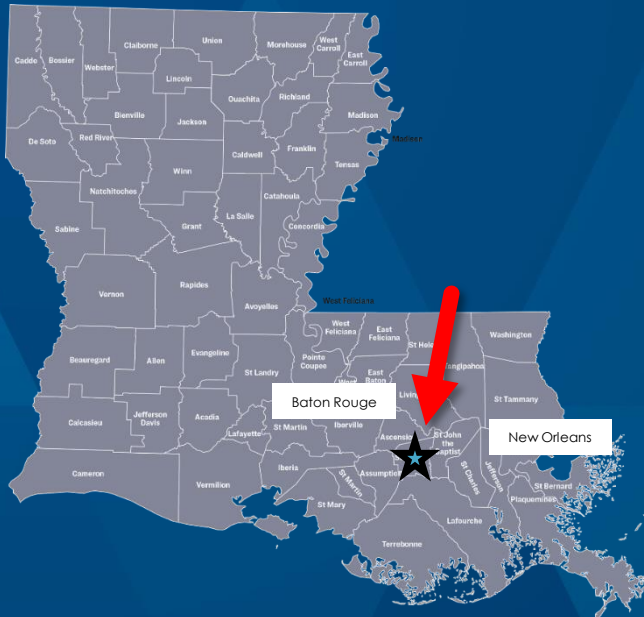 Claiborne
Union
Morehouse
West
Carroll
East
Carroll
Caddo
Bossier
Webster
Lincoln
Ouachita
Richland
Madison
Bienville
Jackson
De Soto
Red River
Caldwell
Franklin
Madison
Tensas
Winn
Natchitoches
Catahoula
La Salle
Grant
Concordia
Sabine
Rapides
Vernon
Avoyelles
West Feliciana
West
Feliciana
East
Feliciana
St Hele
Washington
Tangipahoa
Beauregard
Allen
Evangeline
St Landry
Pointe
Coupee
West
East
Baton
Living
St Tammany
Baton Rouge
Jefferson
Davis
Acadia
Calcasieu
Lafayette
St Martin
Iberville
Ascension
St John
the
Baptist
New Orleans
Cameron
Vermilion
Iberia
St Martin
Assumption
St Charles
Jefferson
St Bernard
Plaquemines
St Mary
Lafourche
Terrebonne